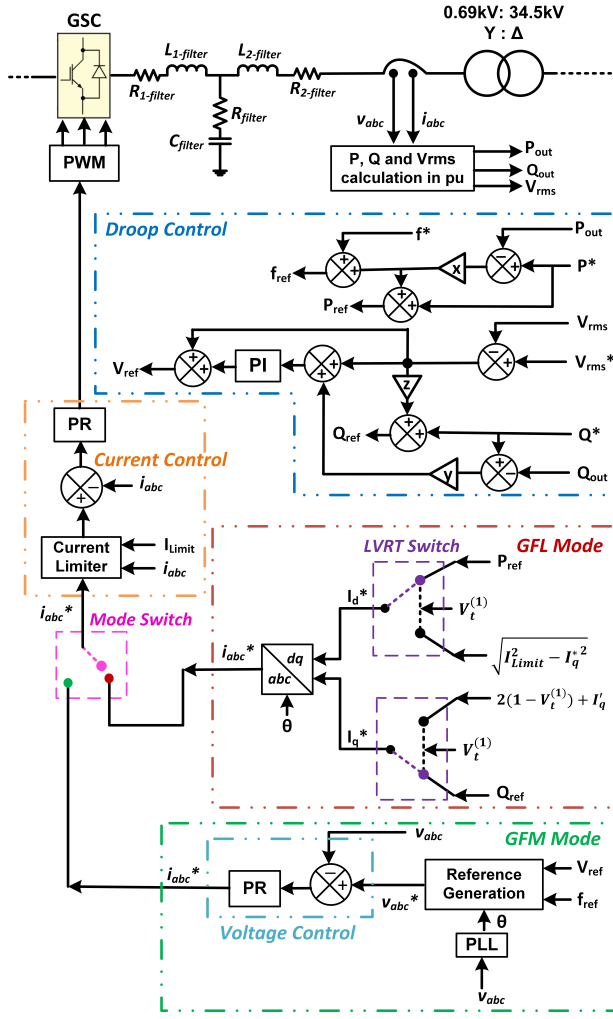 GSC
0.69kV: 34.5kV
Y : Δ
L1-filter
L2-filter
R1-filter
R2-filter
Rfilter
Cfilter
vabc
iabc
PWM
P, Q and Vrms
calculation in pu
Pout
Qout
Vrms
Droop Control
f*
Pout
fref
x
P*
Pref
Vrms
Vref
PI
Vrms*
z
Qref
Q*
y
Qout
PR
Current Control
iabc
Current
Limiter
ILimit
iabc
iabc*
Mode Switch
LVRT Switch
GFL Mode
Pref
Id*
Vt(1)
√I²Limit − Iq*²
iabc*
dq
abc
θ
2(1 − Vt(1)) + I′q
Iq*
Vt(1)
Qref
GFM Mode
vabc
iabc*
PR
vabc*
Reference
Generation
Vref
fref
Voltage Control
θ
PLL
vabc